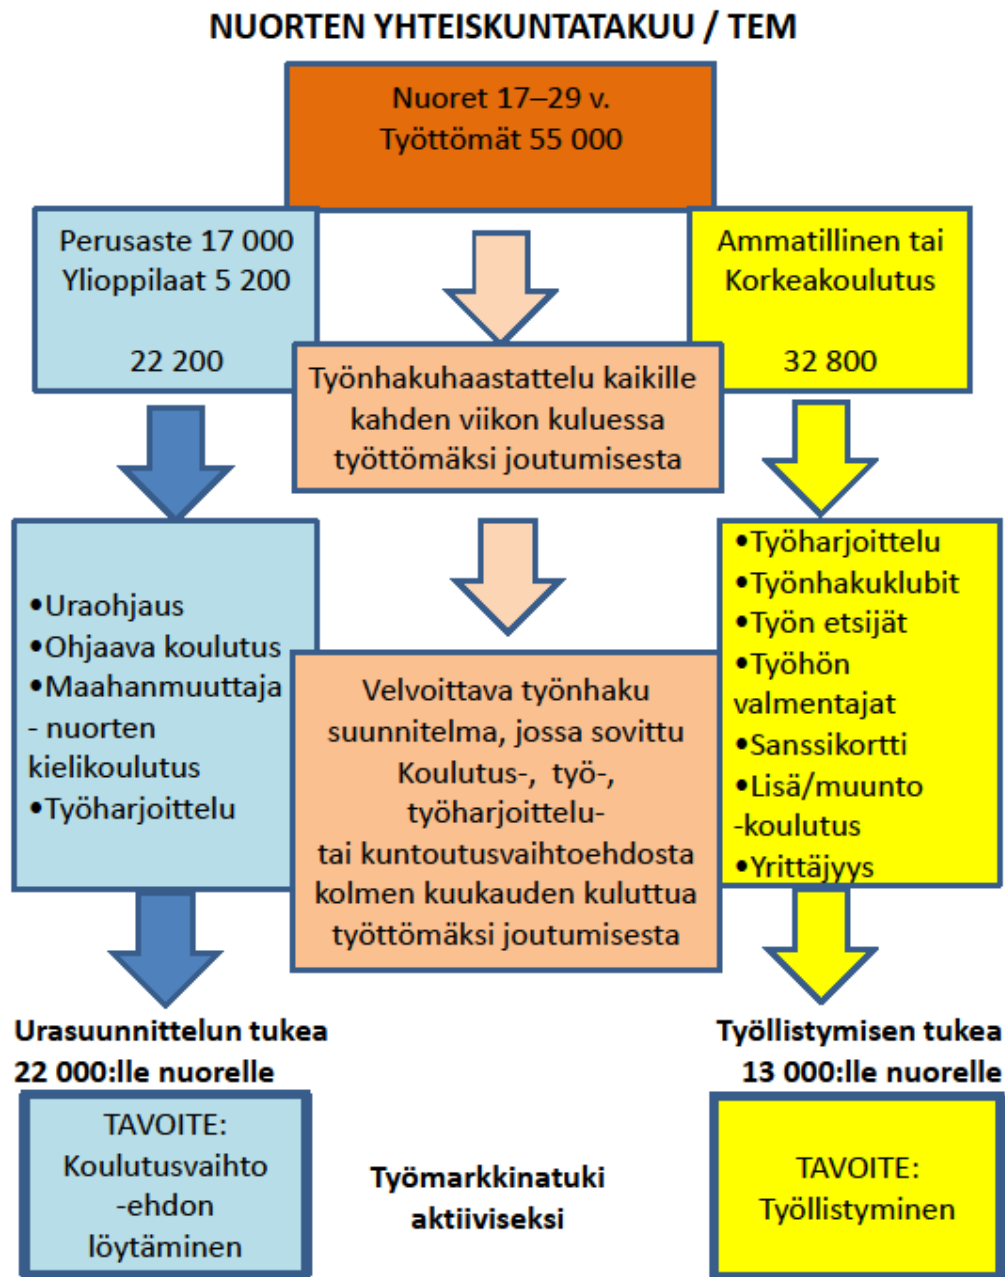 NUORTEN YHTEISKUNTATAKUU / TEM
Nuoret 17–29 v.
Työttömät 55 000
Perusaste 17 000
Ylioppilaat 5 200
22 200
Ammatillinen tai
Korkeakoulutus
32 800
Työnhakuhaastattelu kaikille
kahden viikon kuluessa
työttömäksi joutumisesta
•Uraohjaus
•Ohjaava koulutus
•Maahanmuuttaja
- nuorten
kielikoulutus
•Työharjoittelu
Velvoittava työnhaku
suunnitelma, jossa sovittu
Koulutus-, työ-,
työharjoittelu-
tai kuntoutusvaihtoehdosta
kolmen kuukauden kuluttua
työttömäksi joutumisesta
•Työharjoittelu
•Työnhakuklubit
•Työn etsijät
•Työhön
valmentajat
•Sanssikortti
•Lisä/muunto
-koulutus
•Yrittäjyys
Urasuunnittelun tukea
22 000:lle nuorelle
Työllistymisen tukea
13 000:lle nuorelle
TAVOITE:
Koulutusvaihto
-ehdon
löytäminen
Työmarkkinatuki
aktiiviseksi
TAVOITE:
Työllistyminen